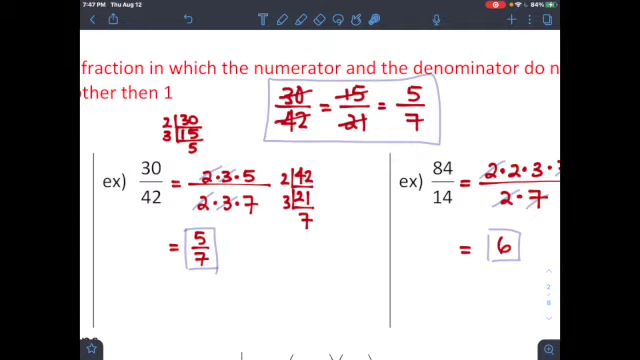 7:47 PM Thu Aug 12
84%
fraction in which the numerator and the denominator do n
other then 1
30/42 = 15/21 = 5/7
2 | 30
3 | 15
5
ex) 30/42 = 2·3·5 / 2·3·7
2 | 42
3 | 21
7
= 5/7
ex) 84/14 = 2·2·3· / 2·7
= 6
2
8